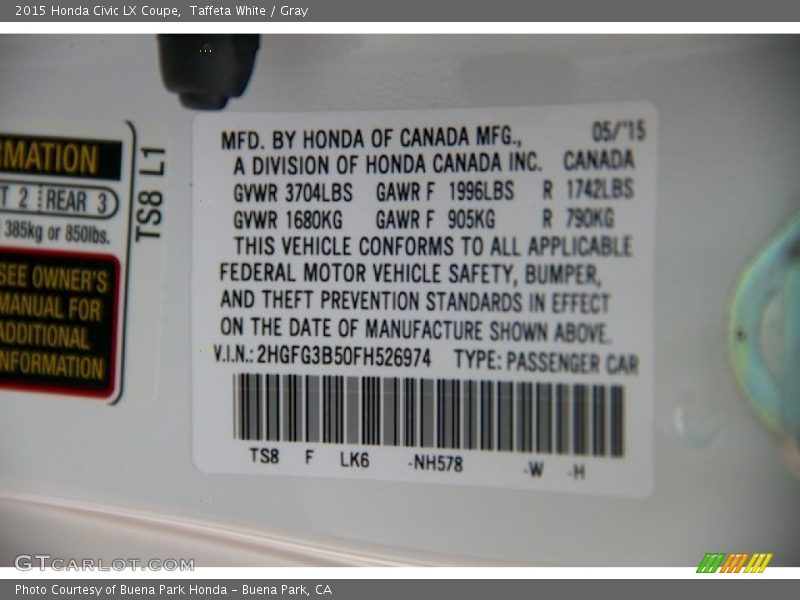 2015 Honda Civic LX Coupe, Taffeta White / Gray
MATION
T 2 REAR 3
385kg or 850lbs.
SEE OWNER'S
MANUAL FOR
ADDITIONAL
INFORMATION
TS8 L1
MFD. BY HONDA OF CANADA MFG., 05/'15
A DIVISION OF HONDA CANADA INC. CANADA
GVWR 3704LBS GAWR F 1996LBS R 1742LBS
GVWR 1680KG GAWR F 905KG R 790KG
THIS VEHICLE CONFORMS TO ALL APPLICABLE
FEDERAL MOTOR VEHICLE SAFETY, BUMPER,
AND THEFT PREVENTION STANDARDS IN EFFECT
ON THE DATE OF MANUFACTURE SHOWN ABOVE.
V.I.N.: 2HGFG3B50FH526974 TYPE: PASSENGER CAR
TS8 F LK6 -NH578 -W -H
GTCARLOT.COM
Photo Courtesy of Buena Park Honda - Buena Park, CA